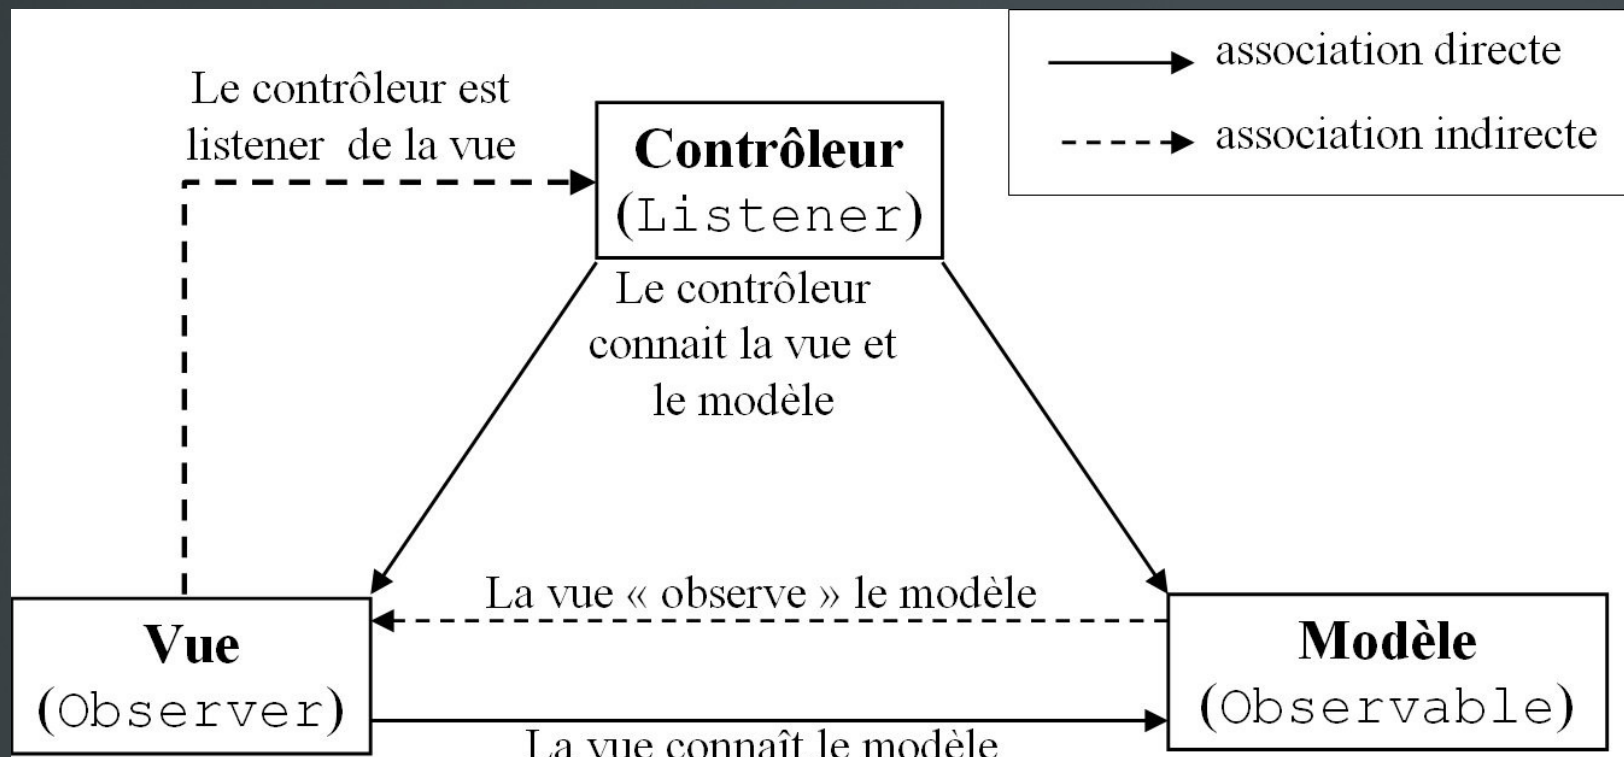 association directe
association indirecte
Le contrôleur est
listener de la vue
Contrôleur
(Listener)
Le contrôleur
connait la vue et
le modèle
La vue « observe » le modèle
Vue
(Observer)
Modèle
(Observable)
La vue connaît le modèle